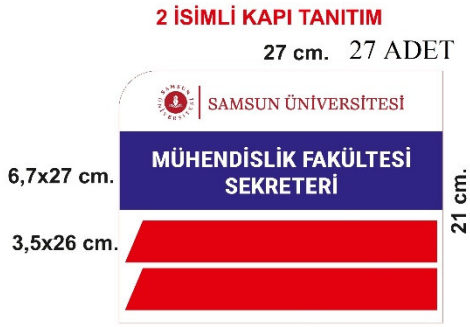 2 İSİMLİ KAPI TANITIM
27 cm. 27 ADET
SAMSUN ÜNİVERSİTESİ
MÜHENDİSLİK FAKÜLTESİ
SEKRETERİ
6,7x27 cm.
21 cm.
3,5x26 cm.